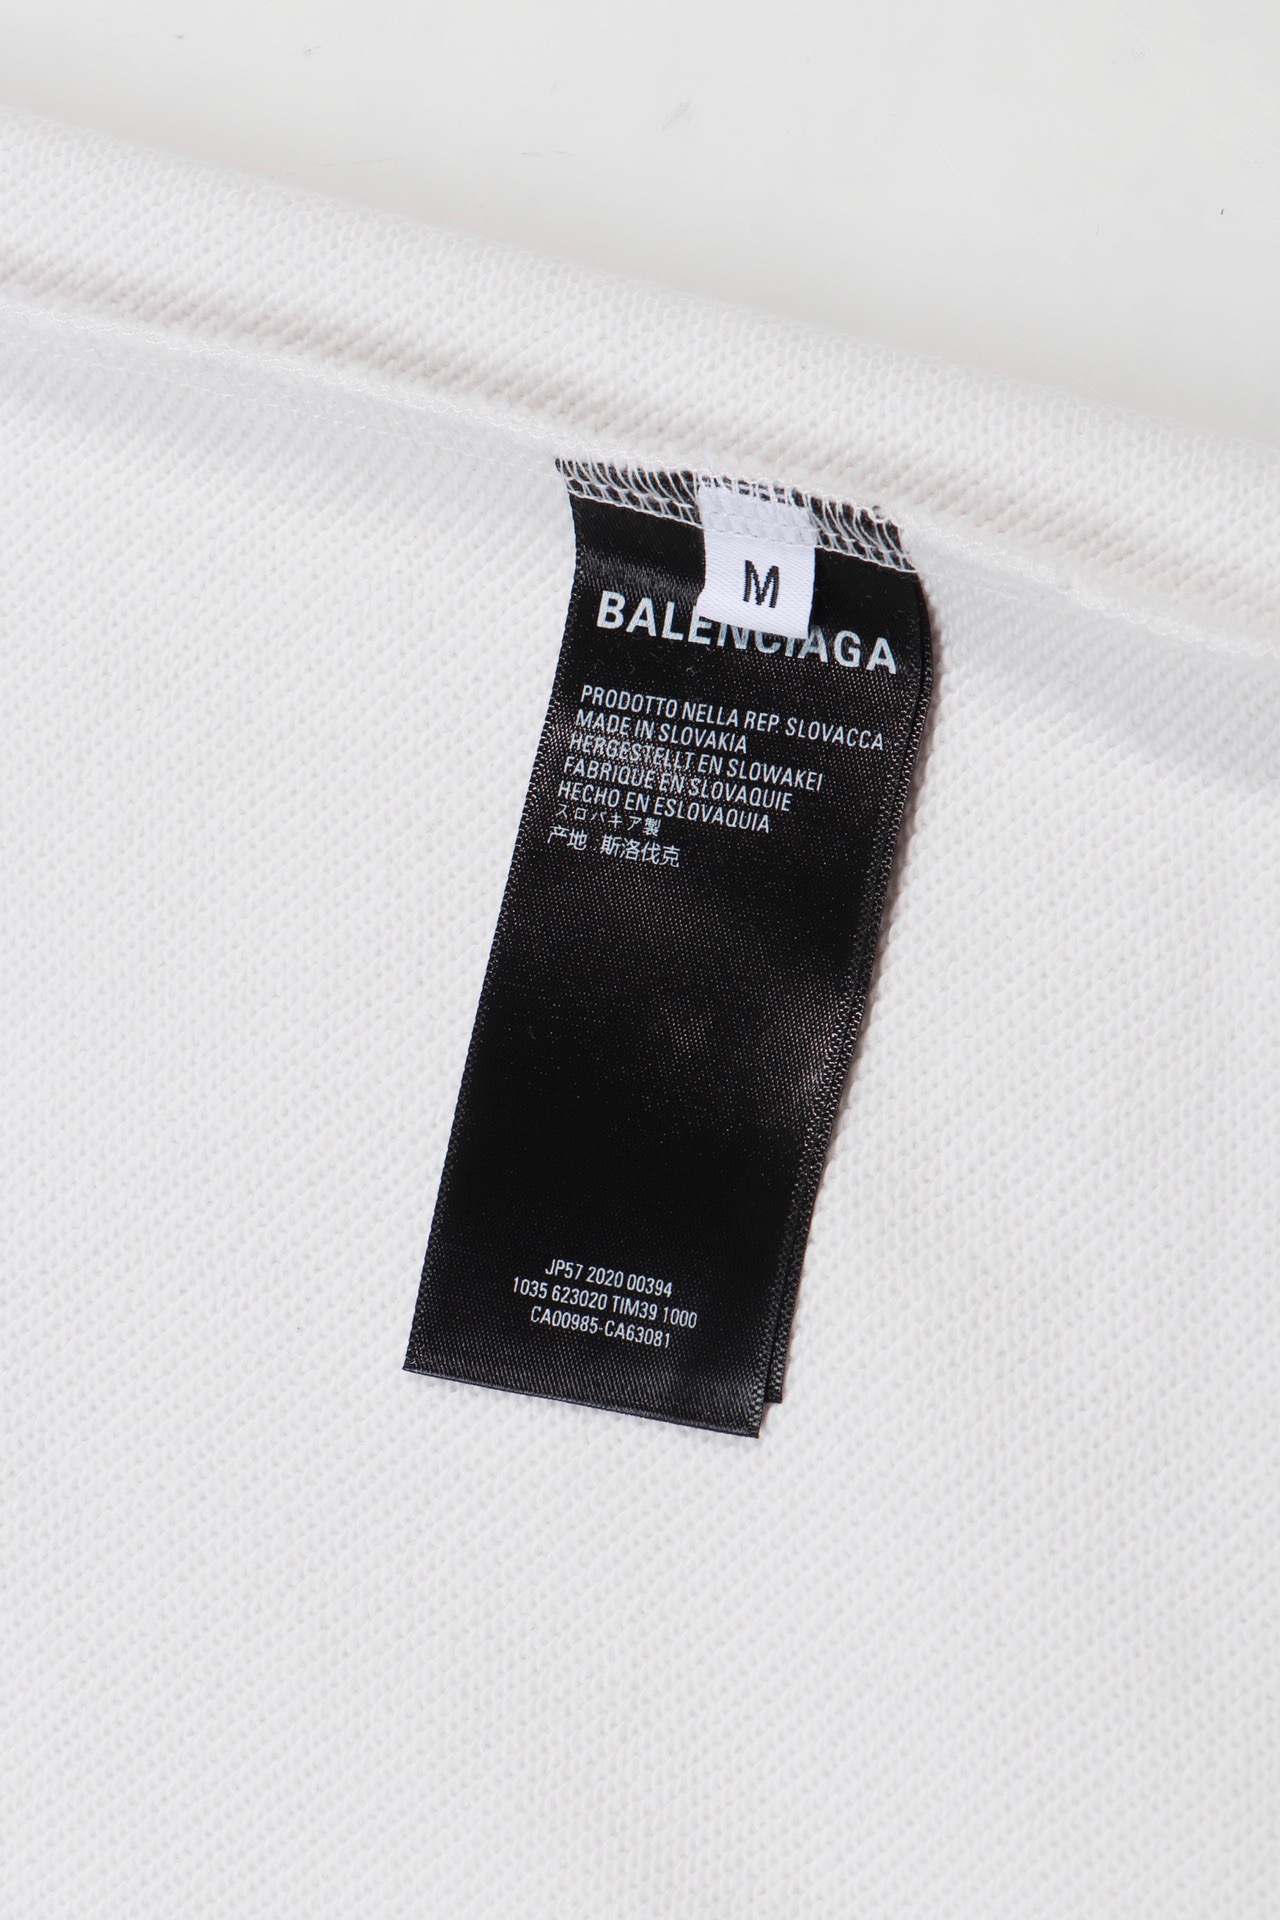 M
BALENCIAGA
PRODOTTO NELLA REP. SLOVACCA
MADE IN SLOVAKIA
HERGESTELLT EN SLOWAKEI
FABRIQUE EN SLOVAQUIE
HECHO EN ESLOVAQUIA
スロバキア製
产地 斯洛伐克
JP57 2020 00394
1035 623020 TIM39 1000
CA00985-CA63081